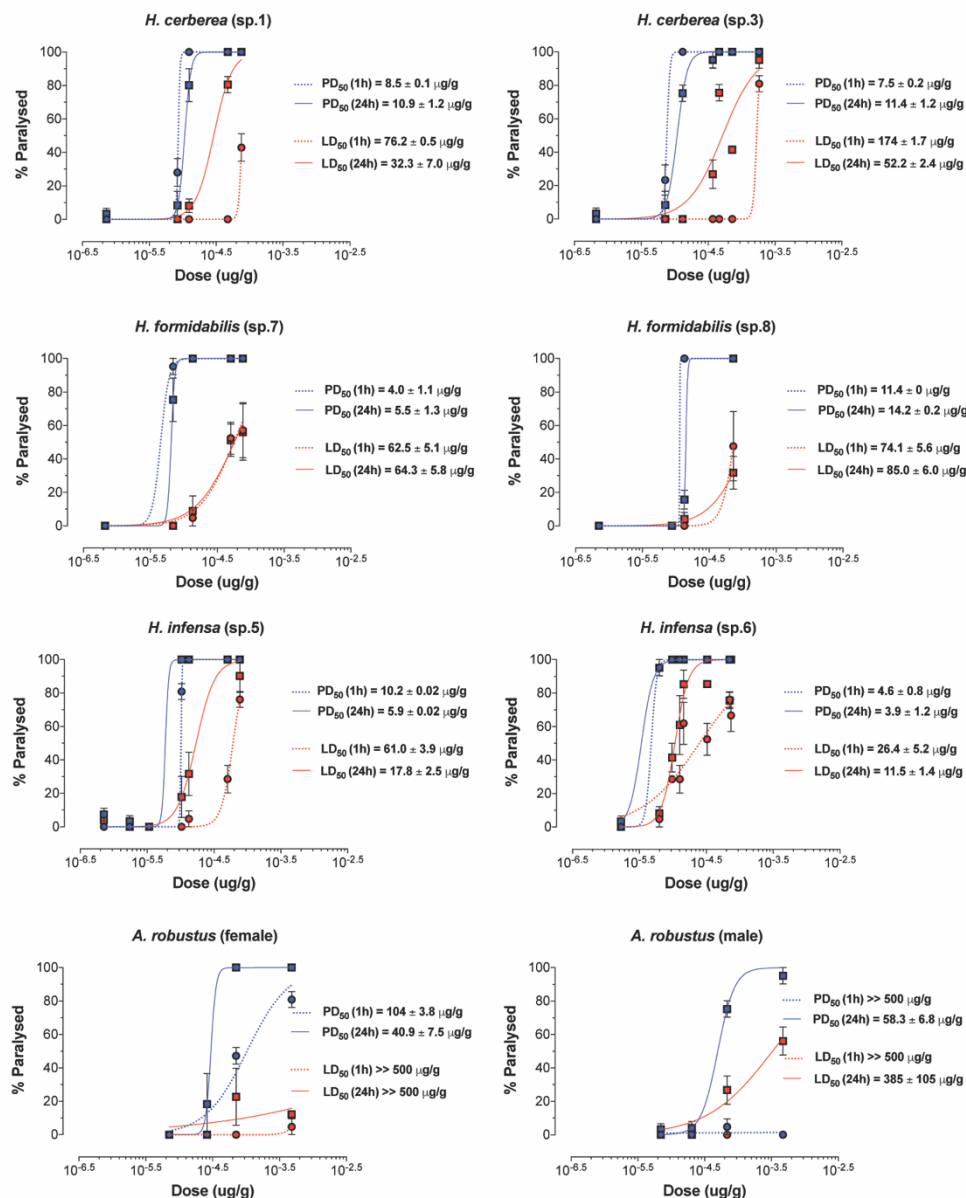 H. cerberea (sp.1)
% Paralysed
100
80
60
40
20
0
10-6.5 10-5.5 10-4.5 10-3.5 10-2.5
Dose (ug/g)
PD50 (1h) = 8.5 ± 0.1 μg/g
PD50 (24h) = 10.9 ± 1.2 μg/g
LD50 (1h) = 76.2 ± 0.5 μg/g
LD50 (24h) = 32.3 ± 7.0 μg/g
H. cerberea (sp.3)
% Paralysed
100
80
60
40
20
0
10-6.5 10-5.5 10-4.5 10-3.5 10-2.5
Dose (ug/g)
PD50 (1h) = 7.5 ± 0.2 μg/g
PD50 (24h) = 11.4 ± 1.2 μg/g
LD50 (1h) = 174 ± 1.7 μg/g
LD50 (24h) = 52.2 ± 2.4 μg/g
H. formidabilis (sp.7)
% Paralysed
100
80
60
40
20
0
10-6.5 10-5.5 10-4.5 10-3.5 10-2.5
Dose (ug/g)
PD50 (1h) = 4.0 ± 1.1 μg/g
PD50 (24h) = 5.5 ± 1.3 μg/g
LD50 (1h) = 62.5 ± 5.1 μg/g
LD50 (24h) = 64.3 ± 5.8 μg/g
H. formidabilis (sp.8)
% Paralysed
100
80
60
40
20
0
10-6.5 10-5.5 10-4.5 10-3.5 10-2.5
Dose (ug/g)
PD50 (1h) = 11.4 ± 0 μg/g
PD50 (24h) = 14.2 ± 0.2 μg/g
LD50 (1h) = 74.1 ± 5.6 μg/g
LD50 (24h) = 85.0 ± 6.0 μg/g
H. infensa (sp.5)
% Paralysed
100
80
60
40
20
0
10-6.5 10-5.5 10-4.5 10-3.5 10-2.5
Dose (ug/g)
PD50 (1h) = 10.2 ± 0.02 μg/g
PD50 (24h) = 5.9 ± 0.02 μg/g
LD50 (1h) = 61.0 ± 3.9 μg/g
LD50 (24h) = 17.8 ± 2.5 μg/g
H. infensa (sp.6)
% Paralysed
100
80
60
40
20
0
10-6.5 10-5.5 10-4.5 10-3.5 10-2.5
Dose (ug/g)
PD50 (1h) = 4.6 ± 0.8 μg/g
PD50 (24h) = 3.9 ± 1.2 μg/g
LD50 (1h) = 26.4 ± 5.2 μg/g
LD50 (24h) = 11.5 ± 1.4 μg/g
A. robustus (female)
% Paralysed
100
80
60
40
20
0
10-6.5 10-5.5 10-4.5 10-3.5 10-2.5
Dose (ug/g)
PD50 (1h) = 104 ± 3.8 μg/g
PD50 (24h) = 40.9 ± 7.5 μg/g
LD50 (1h) >> 500 μg/g
LD50 (24h) >> 500 μg/g
A. robustus (male)
% Paralysed
100
80
60
40
20
0
10-6.5 10-5.5 10-4.5 10-3.5 10-2.5
Dose (ug/g)
PD50 (1h) >> 500 μg/g
PD50 (24h) = 58.3 ± 6.8 μg/g
LD50 (1h) >> 500 μg/g
LD50 (24h) = 385 ± 105 μg/g